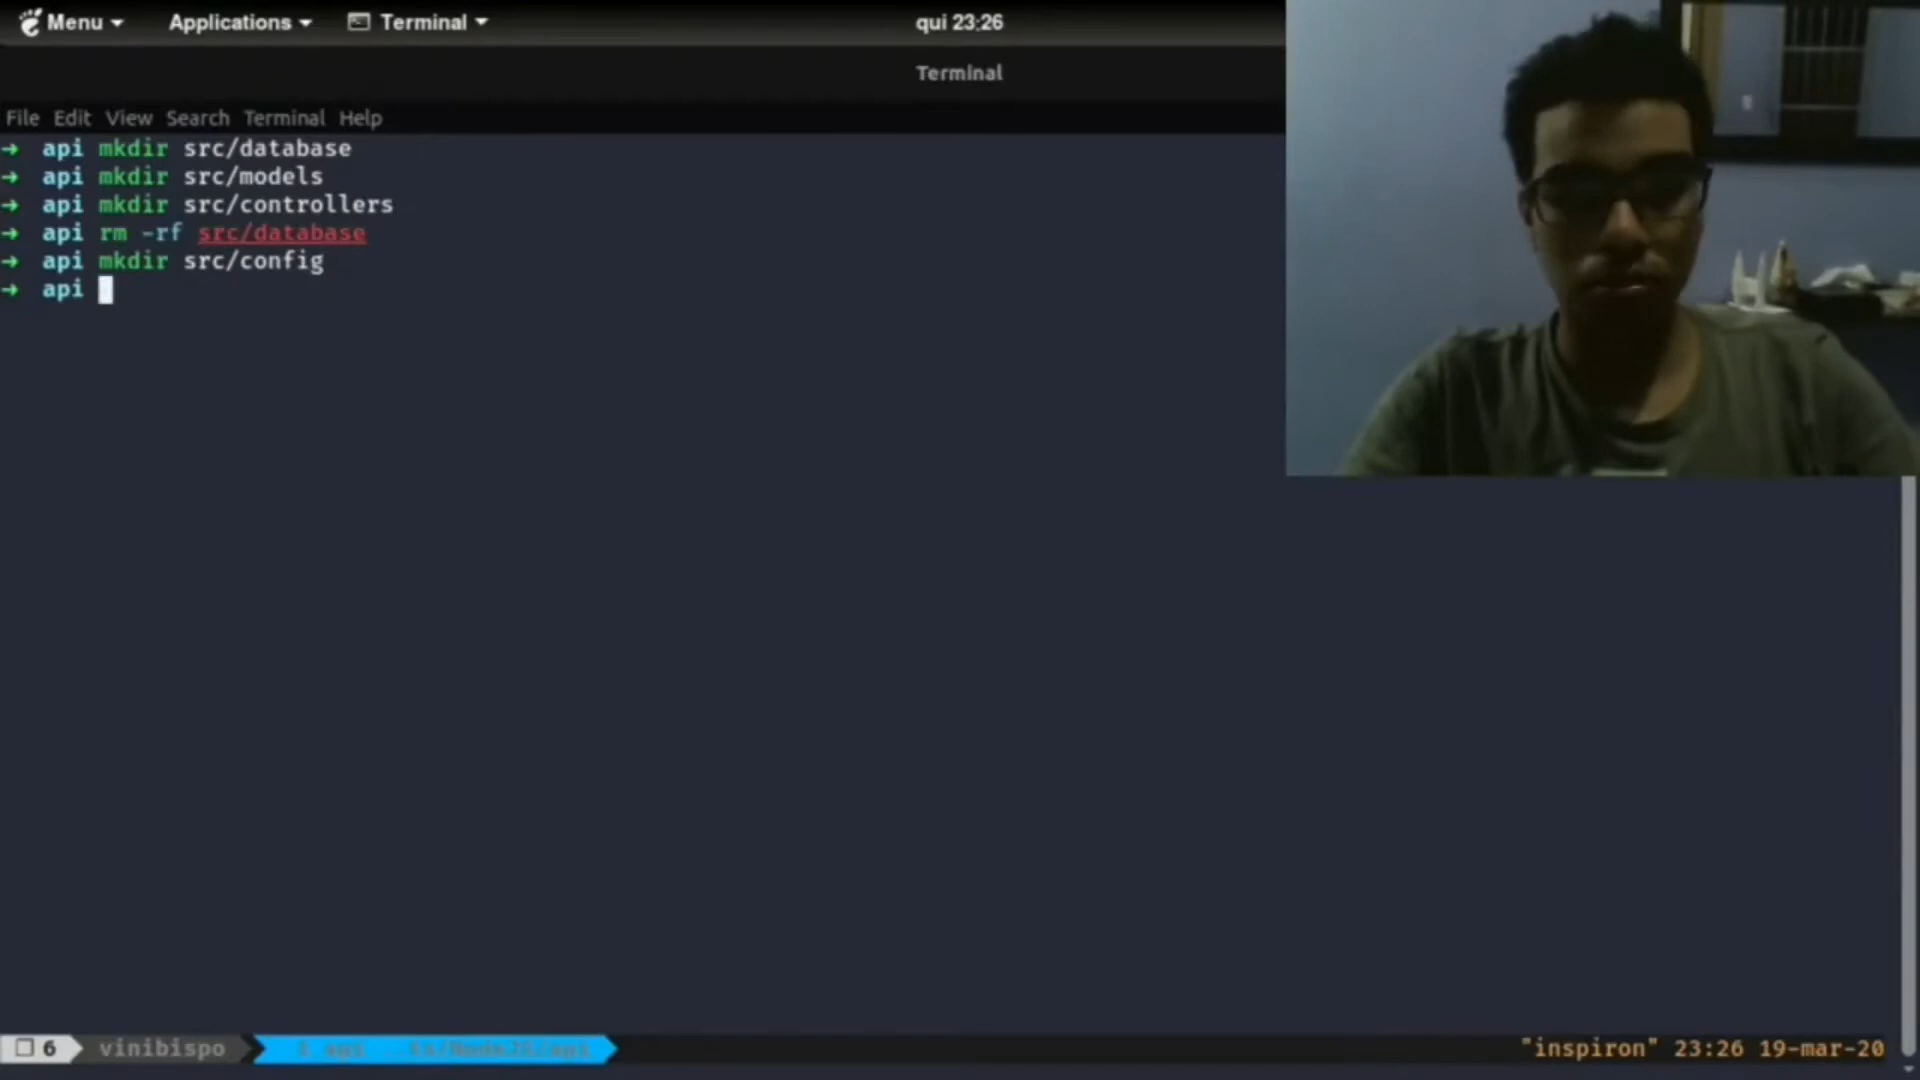 Menu Applications Terminal qui 23:26
Terminal
File Edit View Search Terminal Help
→ api mkdir src/database
→ api mkdir src/models
→ api mkdir src/controllers
→ api rm -rf src/database
→ api mkdir src/config
→ api
6 vinibispo 1 api "inspiron" 23:26 19-mar-20